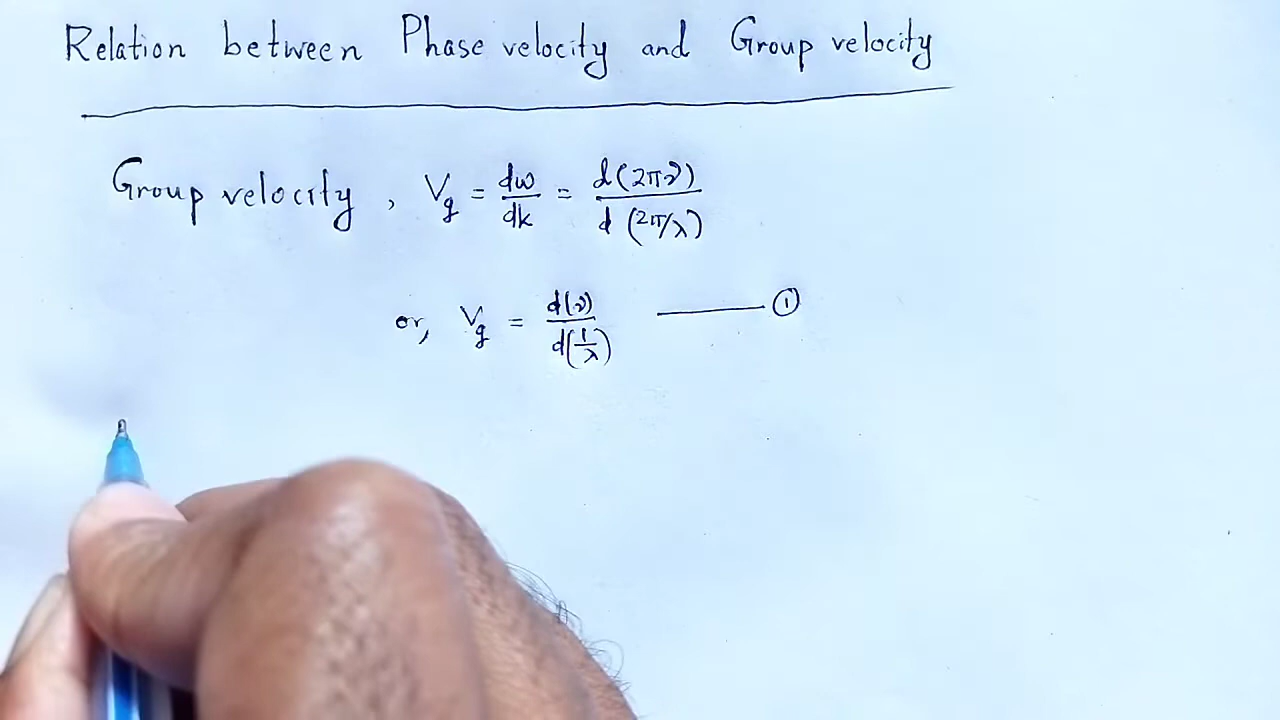 Relation between Phase velocity and Group velocity
Group velocity, Vg = dω/dk = d(2πν)/d(2π/λ)
or, Vg = d(ν)/d(1/λ) —— ①